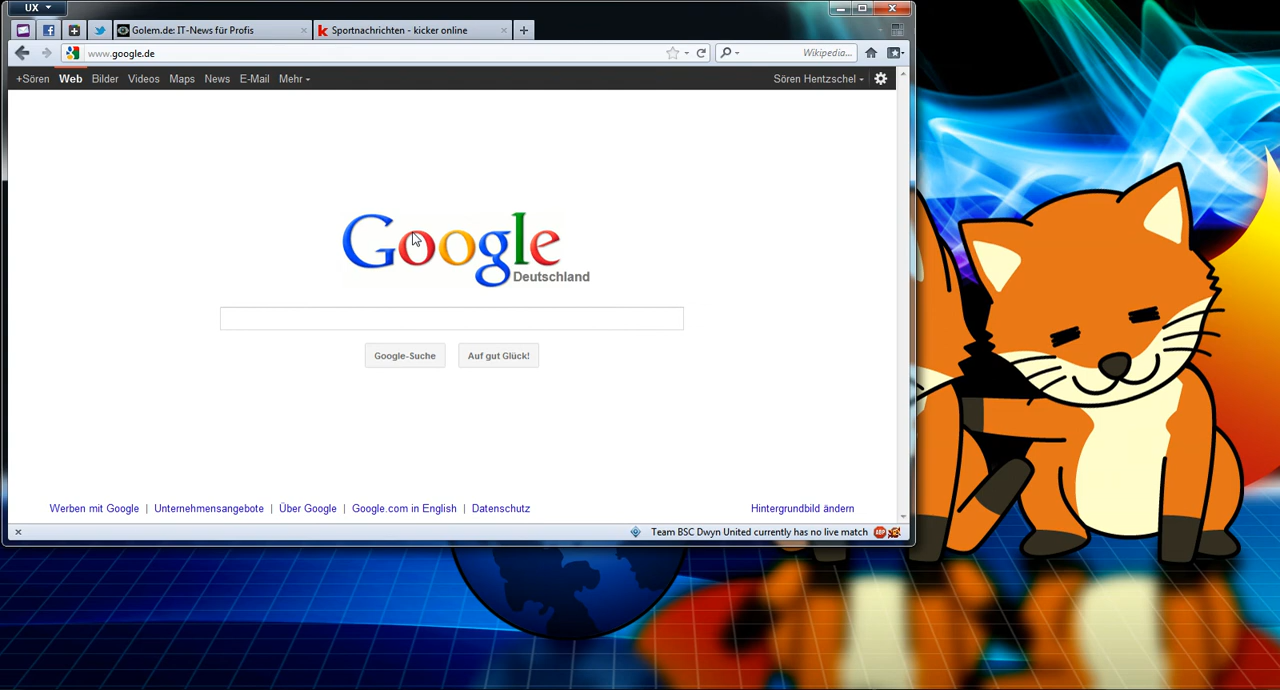 UX
Golem.de: IT-News für Profis
Sportnachrichten - kicker online
www.google.de
Wikipedia...
+Sören Web Bilder Videos Maps News E-Mail Mehr
Sören Hentzschel
Google
Deutschland
Google-Suche
Auf gut Glück!
Werben mit Google | Unternehmensangebote | Über Google | Google.com in English | Datenschutz
Hintergrundbild ändern
Team BSC Dwyn United currently has no live match
ABP